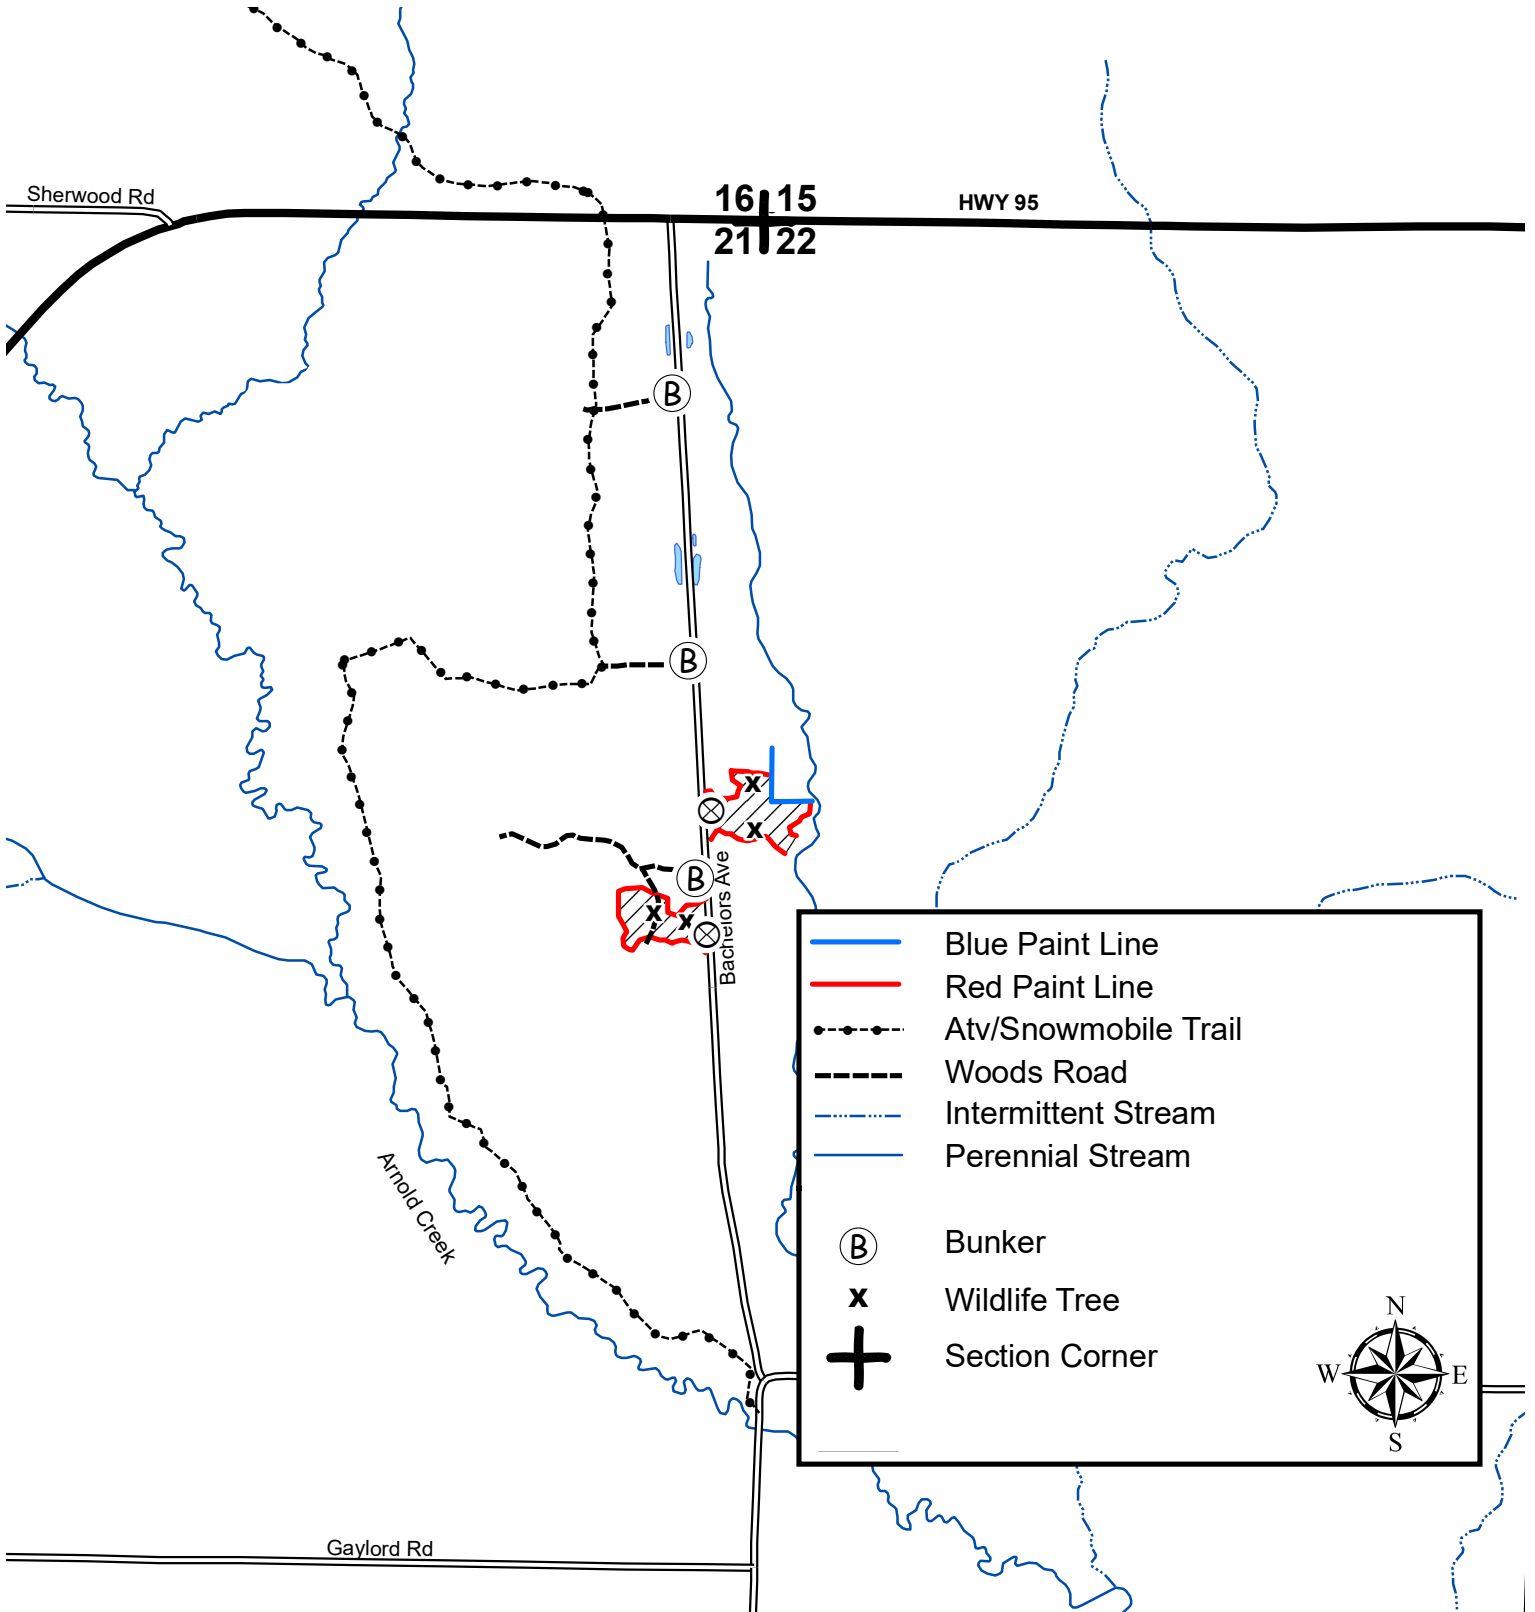 Sherwood Rd
16 15
HWY 95
21 22
B
B
B
Bachelors Ave
x
x
x
x
Blue Paint Line
Red Paint Line
Atv/Snowmobile Trail
Woods Road
Intermittent Stream
Perennial Stream
Arnold Creek
B Bunker
x Wildlife Tree
Section Corner
N
W E
S
Gaylord Rd